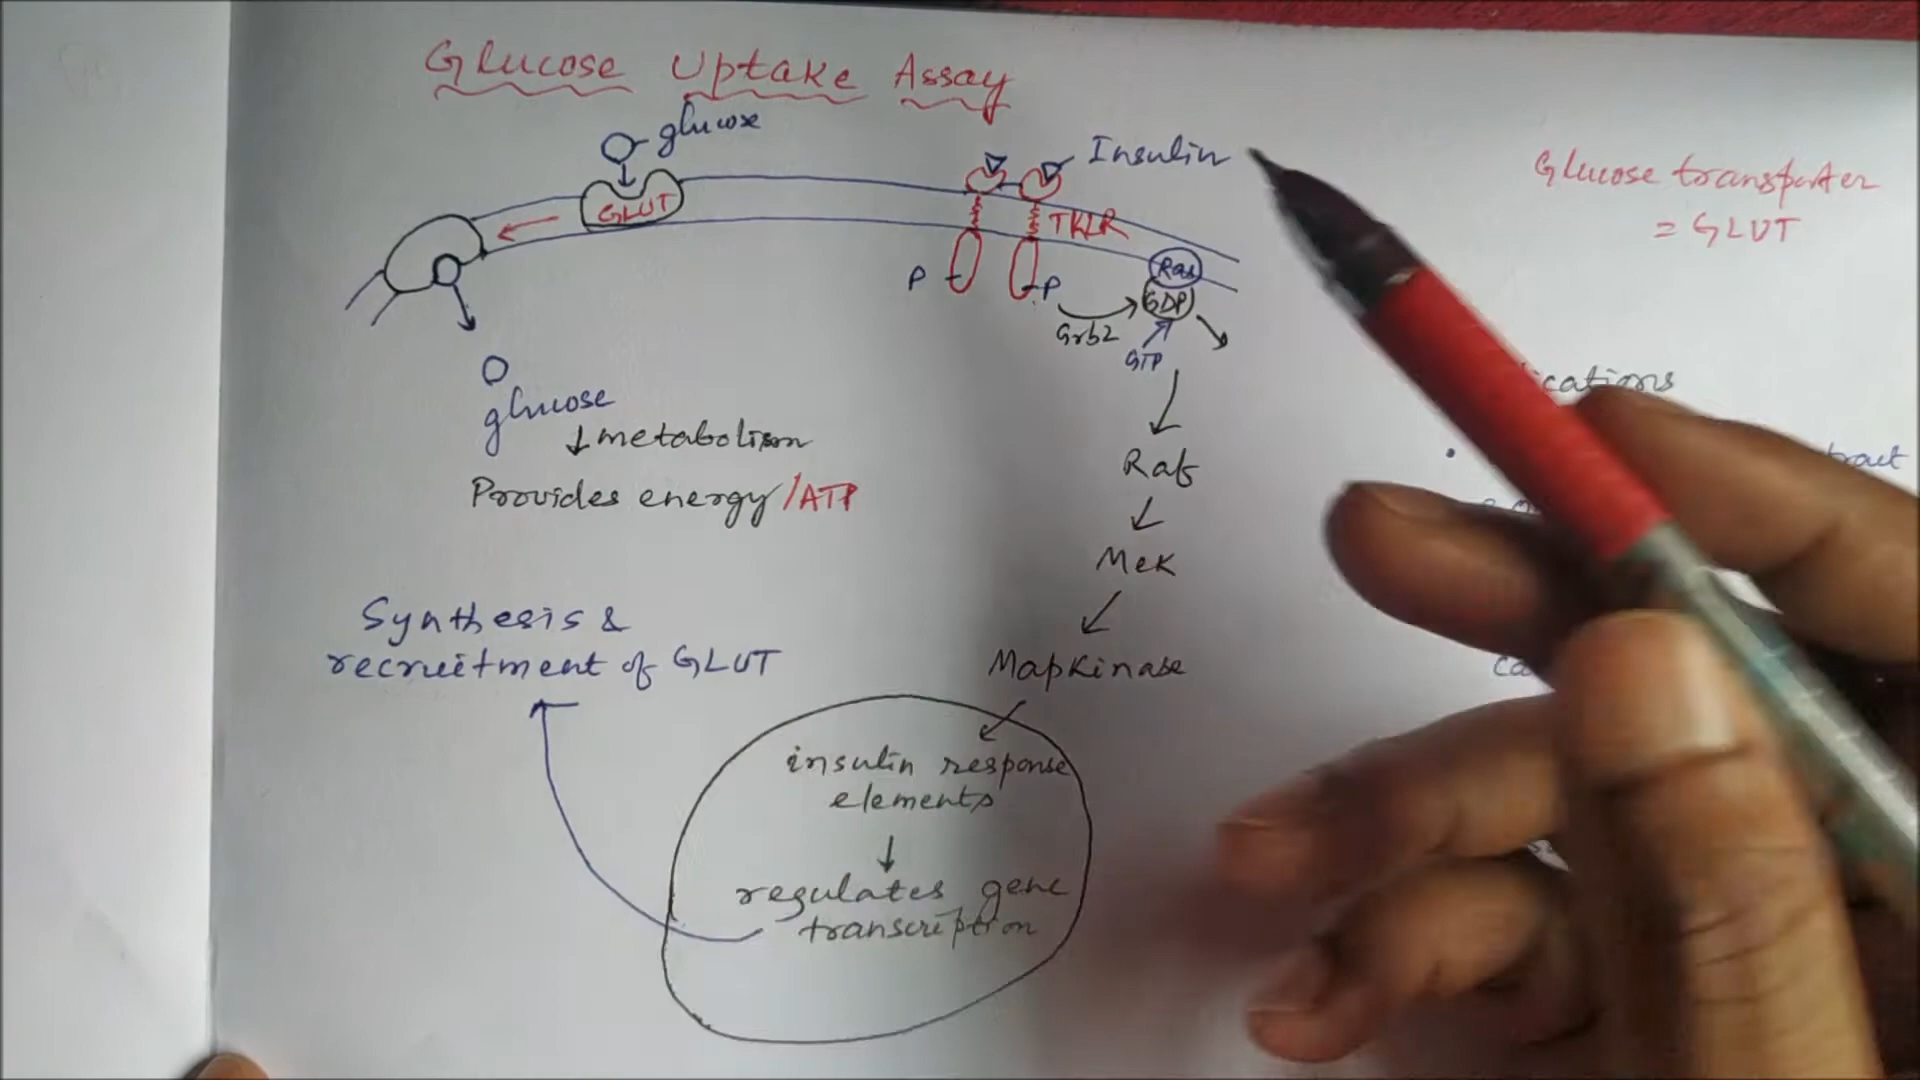 Glucose Uptake Assay
glucose
Insulin
Glucose transporter
= GLUT
GLUT
TKLR
Ras
P
P
GDP
Grb2
GTP
glucose
↓ metabolism
Provides energy/ATP
Raf
Mek
Mapkinase
Synthesis &
recruitment of GLUT
insulin response
elements
↓
regulates gene
transcription